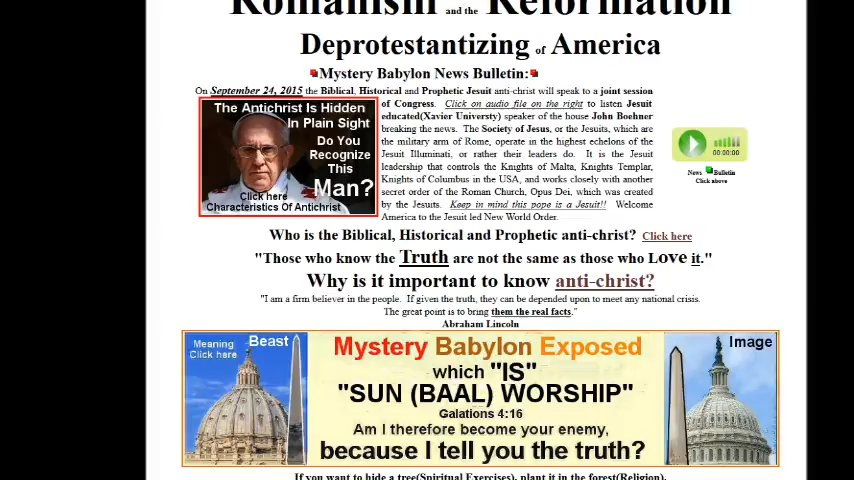 Romanism and the Reformation
Deprotestantizing of America
Mystery Babylon News Bulletin:
On September 24, 2015 the Biblical, Historical and Prophetic Jesuit anti-christ will speak to a joint session
of Congress. Click on audio file on the right to listen Jesuit
educated(Xavier Universty) speaker of the house John Boehner
breaking the news. The Society of Jesus, or the Jesuits, which are
the military arm of Rome, operate in the highest echelons of the
Jesuit Illuminati, or rather their leaders do. It is the Jesuit
leadership that controls the Knights of Malta, Knights Templar,
Knights of Columbus in the USA, and works closely with another
secret order of the Roman Church, Opus Dei, which was created
by the Jesuits. Keep in mind this pope is a Jesuit!! Welcome
America to the Jesuit led New World Order.
The Antichrist Is Hidden
In Plain Sight
Do You
Recognize
This
Man?
Click here
Characteristics Of Antichrist
00:00:00
News Bulletin
Click above
Who is the Biblical, Historical and Prophetic anti-christ? Click here
"Those who know the Truth are not the same as those who Love it."
Why is it important to know anti-christ?
"I am a firm believer in the people. If given the truth, they can be depended upon to meet any national crisis.
The great point is to bring them the real facts."
Abraham Lincoln
Meaning
Click here
Beast
Mystery Babylon Exposed
which "IS"
"SUN (BAAL) WORSHIP"
Galations 4:16
Am I therefore become your enemy,
because I tell you the truth?
Image
If you want to hide a tree(Spiritual Exercises), plant it in the forest(Religion).